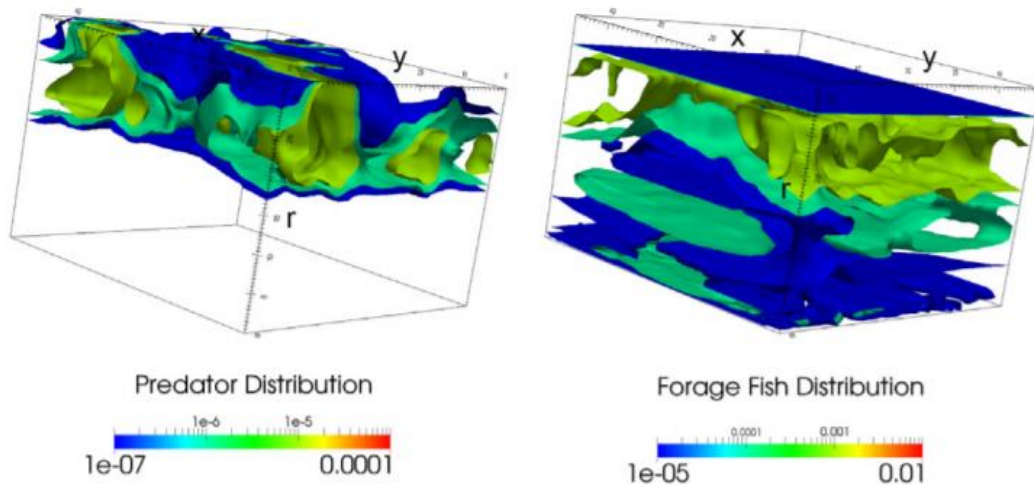 x
y
r
x
y
r
Predator Distribution
1e-6 1e-5
1e-07 0.0001
Forage Fish Distribution
0.0001 0.001
1e-05 0.01